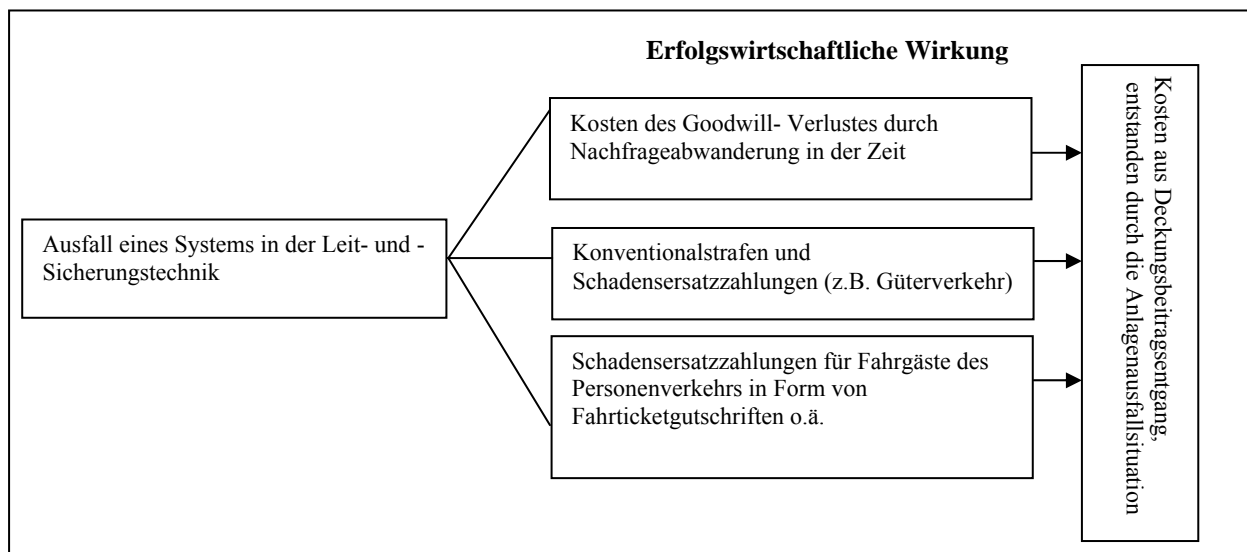 Erfolgswirtschaftliche Wirkung
Ausfall eines Systems in der Leit- und -
Sicherungstechnik
Kosten des Goodwill- Verlustes durch
Nachfrageabwanderung in der Zeit
Konventionalstrafen und
Schadensersatzzahlungen (z.B. Güterverkehr)
Schadensersatzzahlungen für Fahrgäste des
Personenverkehrs in Form von
Fahrticketgutschriften o.ä.
Kosten aus Deckungsbeitragsentgang,
entstanden durch die Anlagenausfallsituation